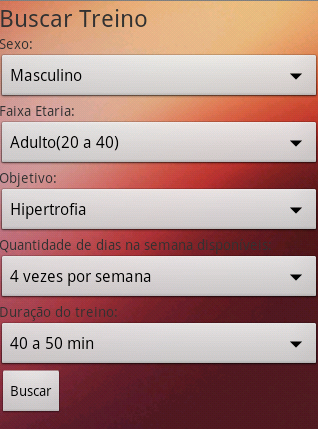 Buscar Treino
Sexo:
Masculino
Faixa Etaria:
Adulto(20 a 40)
Objetivo:
Hipertrofia
Quantidade de dias na semana disponivel:
4 vezes por semana
Duração do treino:
40 a 50 min
Buscar